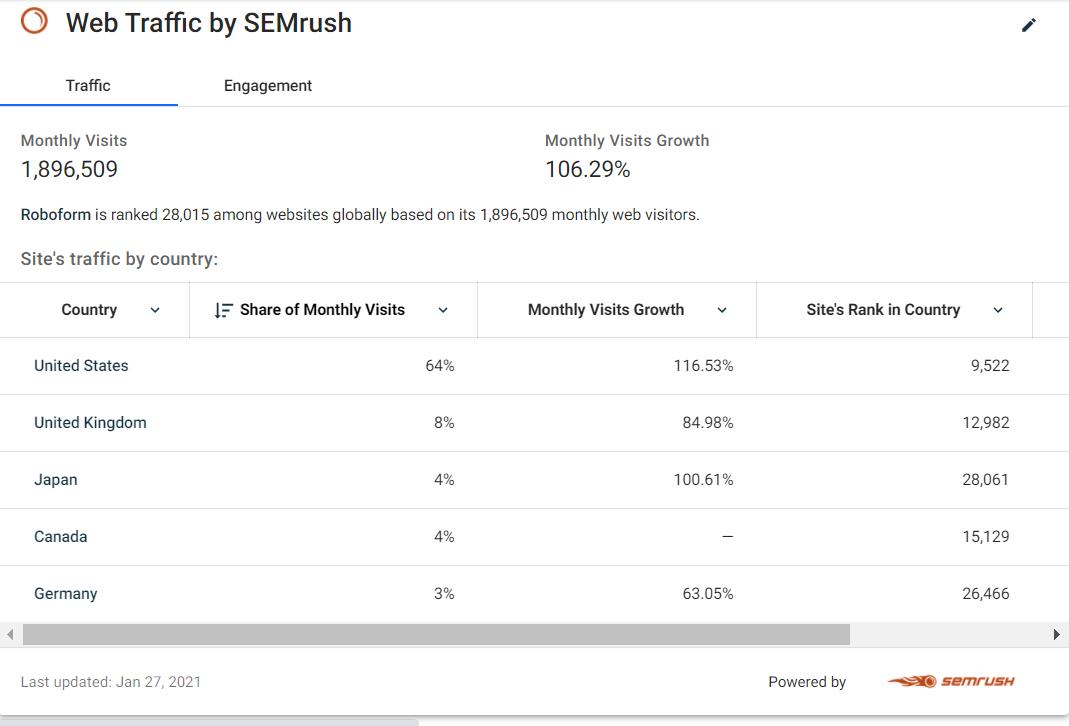 Web Traffic by SEMrush
Traffic Engagement
Monthly Visits Monthly Visits Growth
1,896,509 106.29%
Roboform is ranked 28,015 among websites globally based on its 1,896,509 monthly web visitors.
Site's traffic by country:
Country Share of Monthly Visits Monthly Visits Growth Site's Rank in Country
United States 64% 116.53% 9,522
United Kingdom 8% 84.98% 12,982
Japan 4% 100.61% 28,061
Canada 4% — 15,129
Germany 3% 63.05% 26,466
Last updated: Jan 27, 2021 Powered by semrush